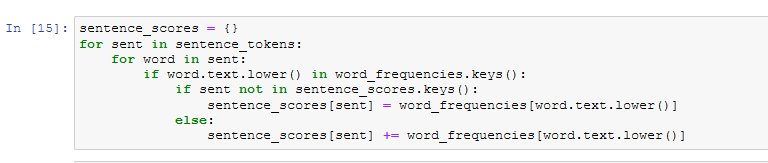 In [15]: sentence_scores = {}
for sent in sentence_tokens:
    for word in sent:
        if word.text.lower() in word_frequencies.keys():
            if sent not in sentence_scores.keys():
                sentence_scores[sent] = word_frequencies[word.text.lower()]
            else:
                sentence_scores[sent] += word_frequencies[word.text.lower()]